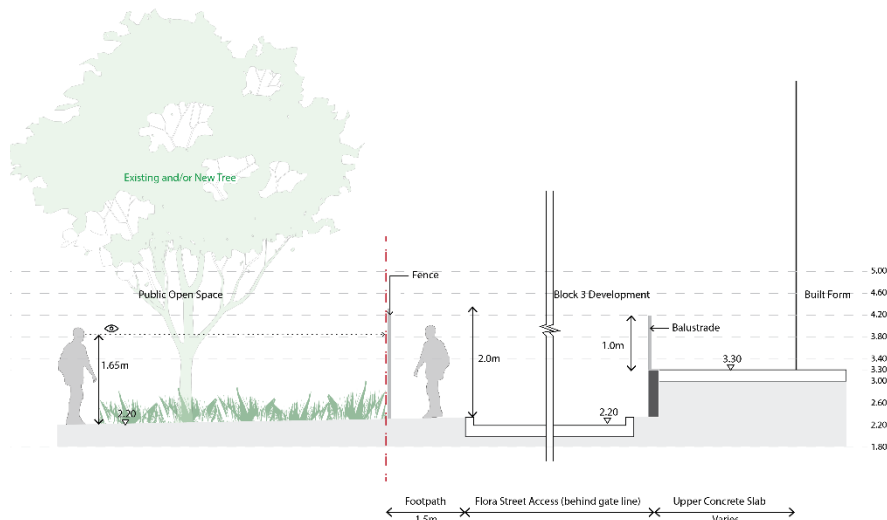 Existing and/or New Tree
Fence
5.00
Public Open Space
Block 3 Development
Built Form
4.60
4.20
Balustrade
1.0m
3.80
1.65m
2.0m
3.30
3.40
3.30
3.00
2.60
2.20
2.20
2.20
1.80
Footpath
Flora Street Access (behind gate line)
Upper Concrete Slab
1.5m
Varies